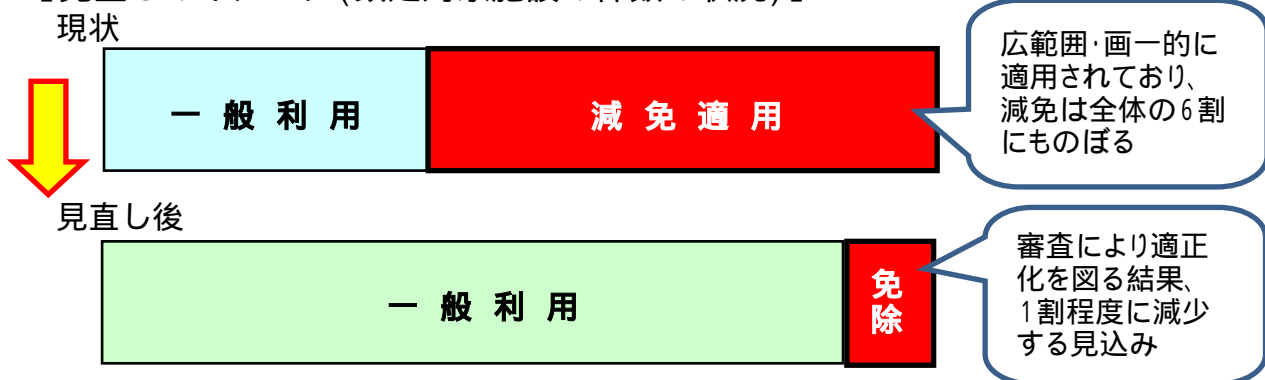 現状
一般利用
減免適用
広範囲・画一的に
適用されており、
減免は全体の6割
にものぼる
見直し後
一般利用
免除
審査により適正
化を図る結果、
1割程度に減少
する見込み